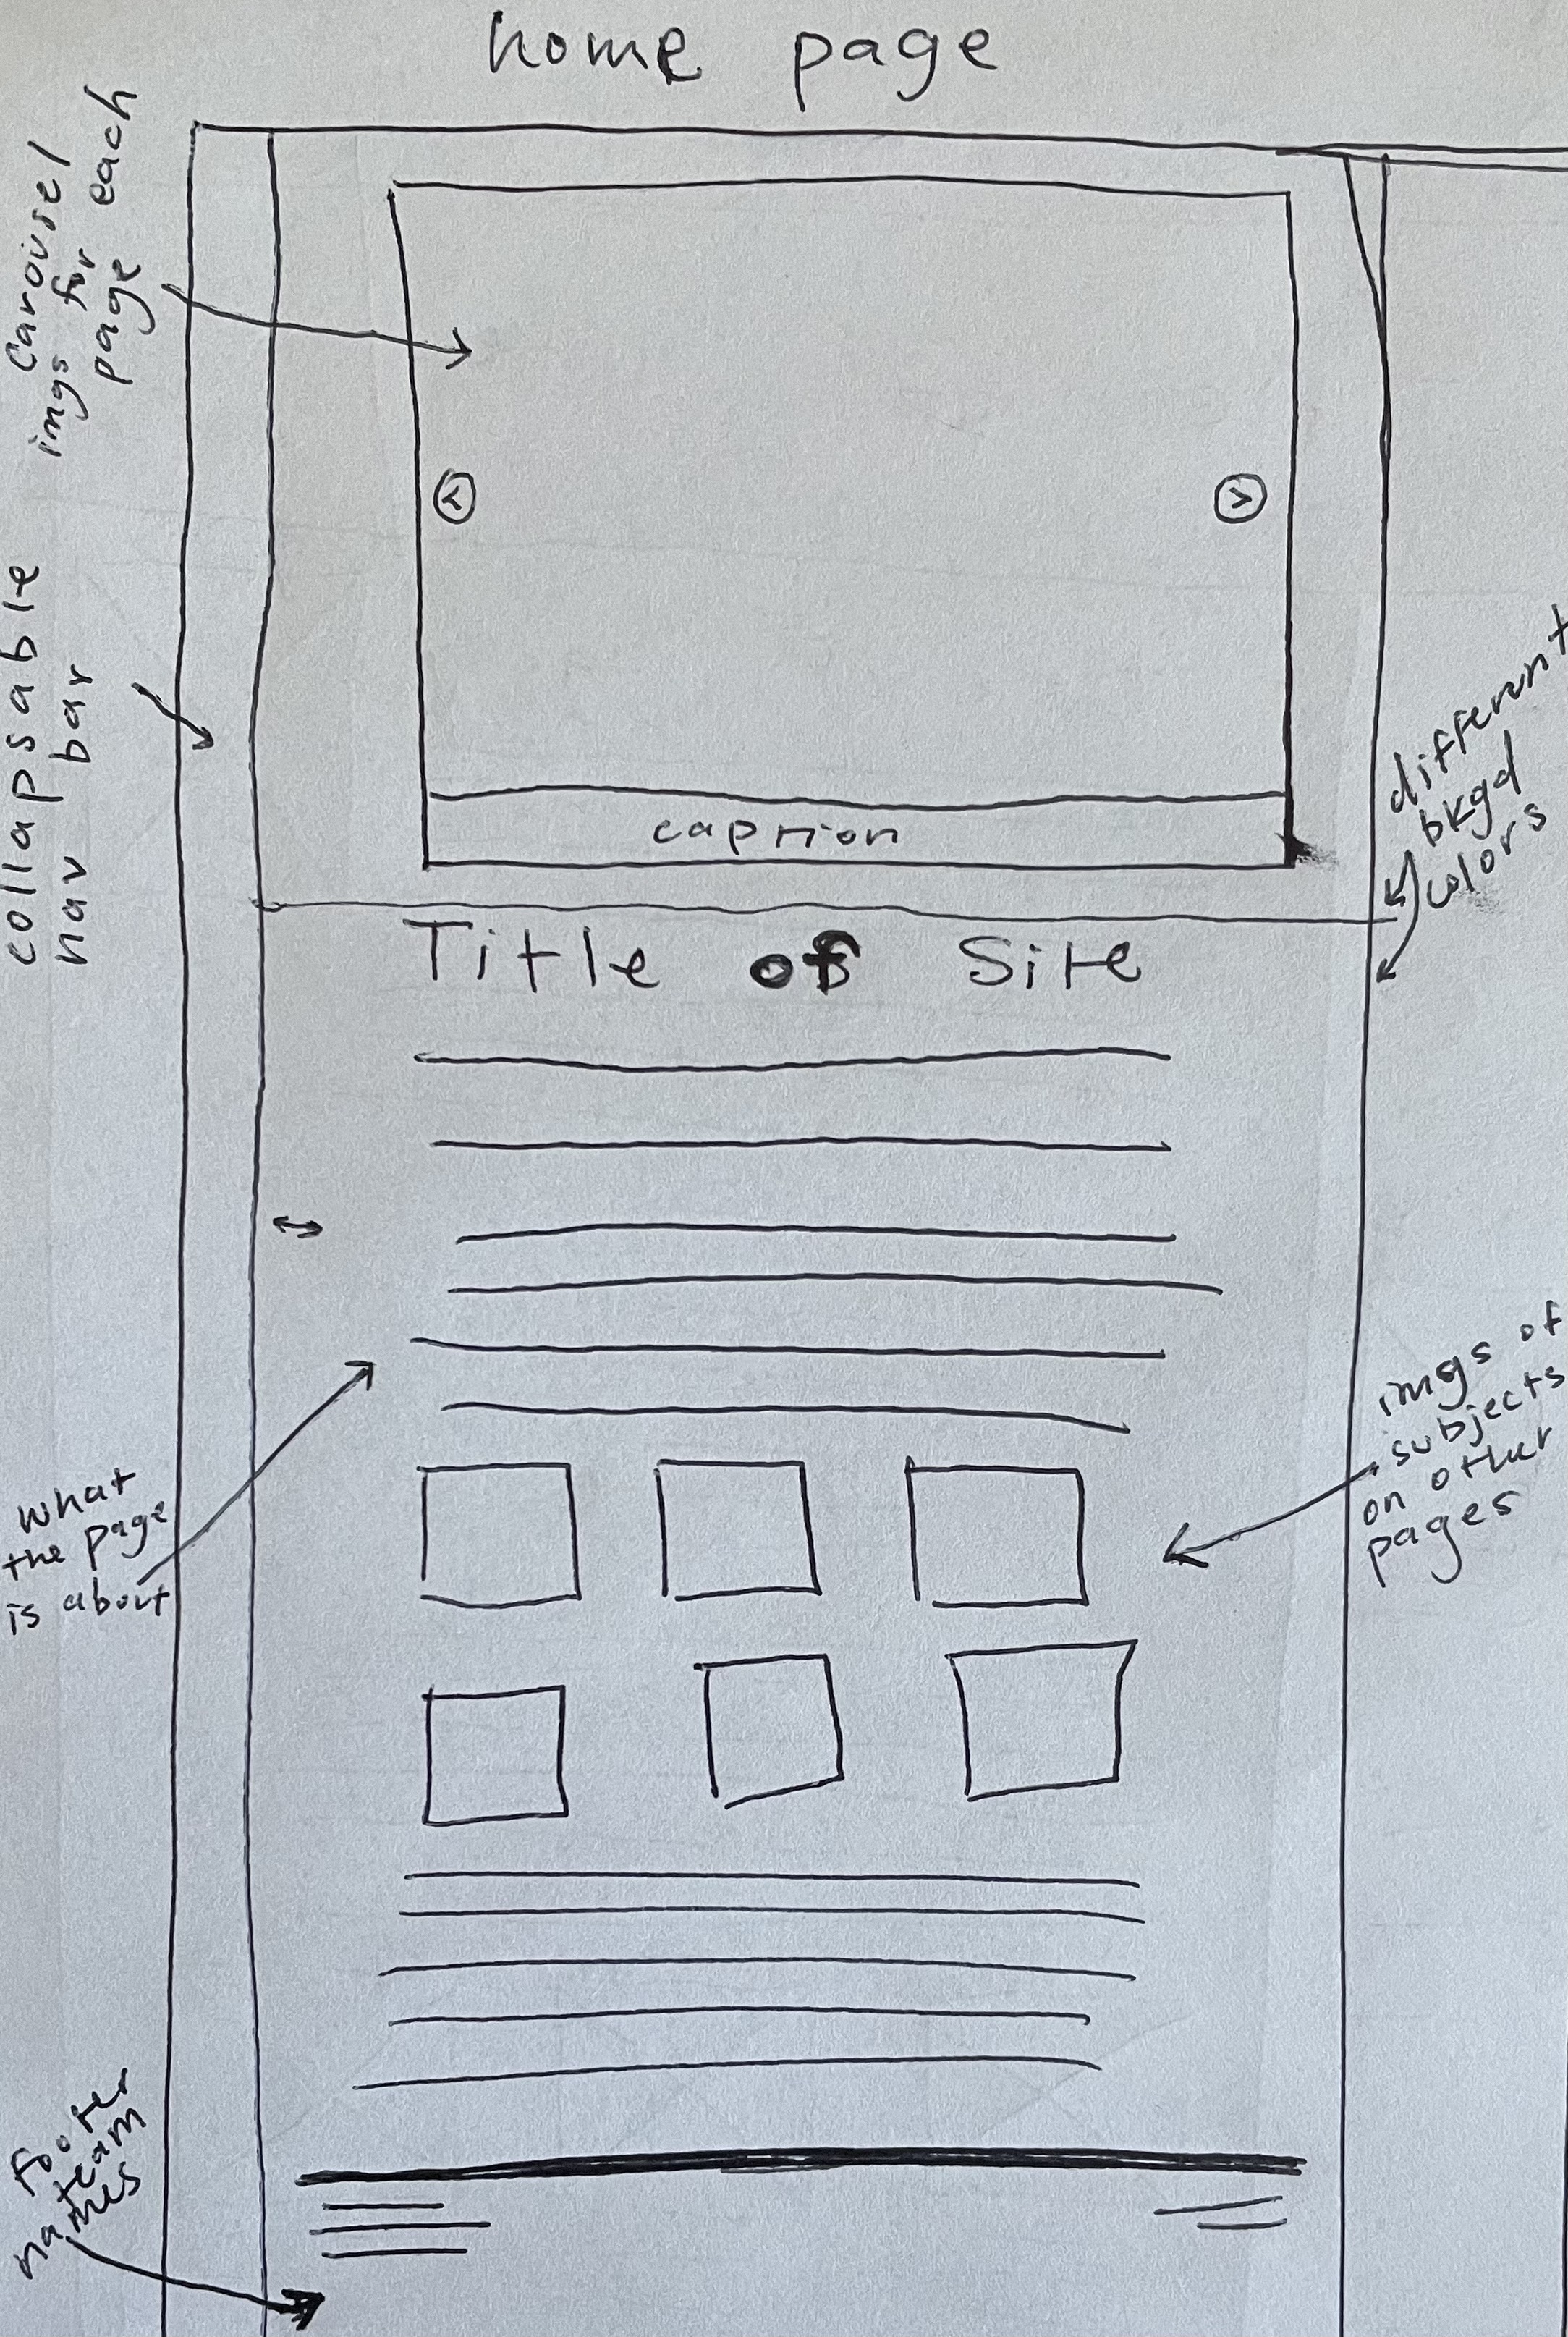 home page
carousel
imgs for each
page
<
>
collapsable
nav bar
caption
different
bkgd
colors
Title of Site
what
the page
is about
imgs of
subjects
on other
pages
footer
team
names